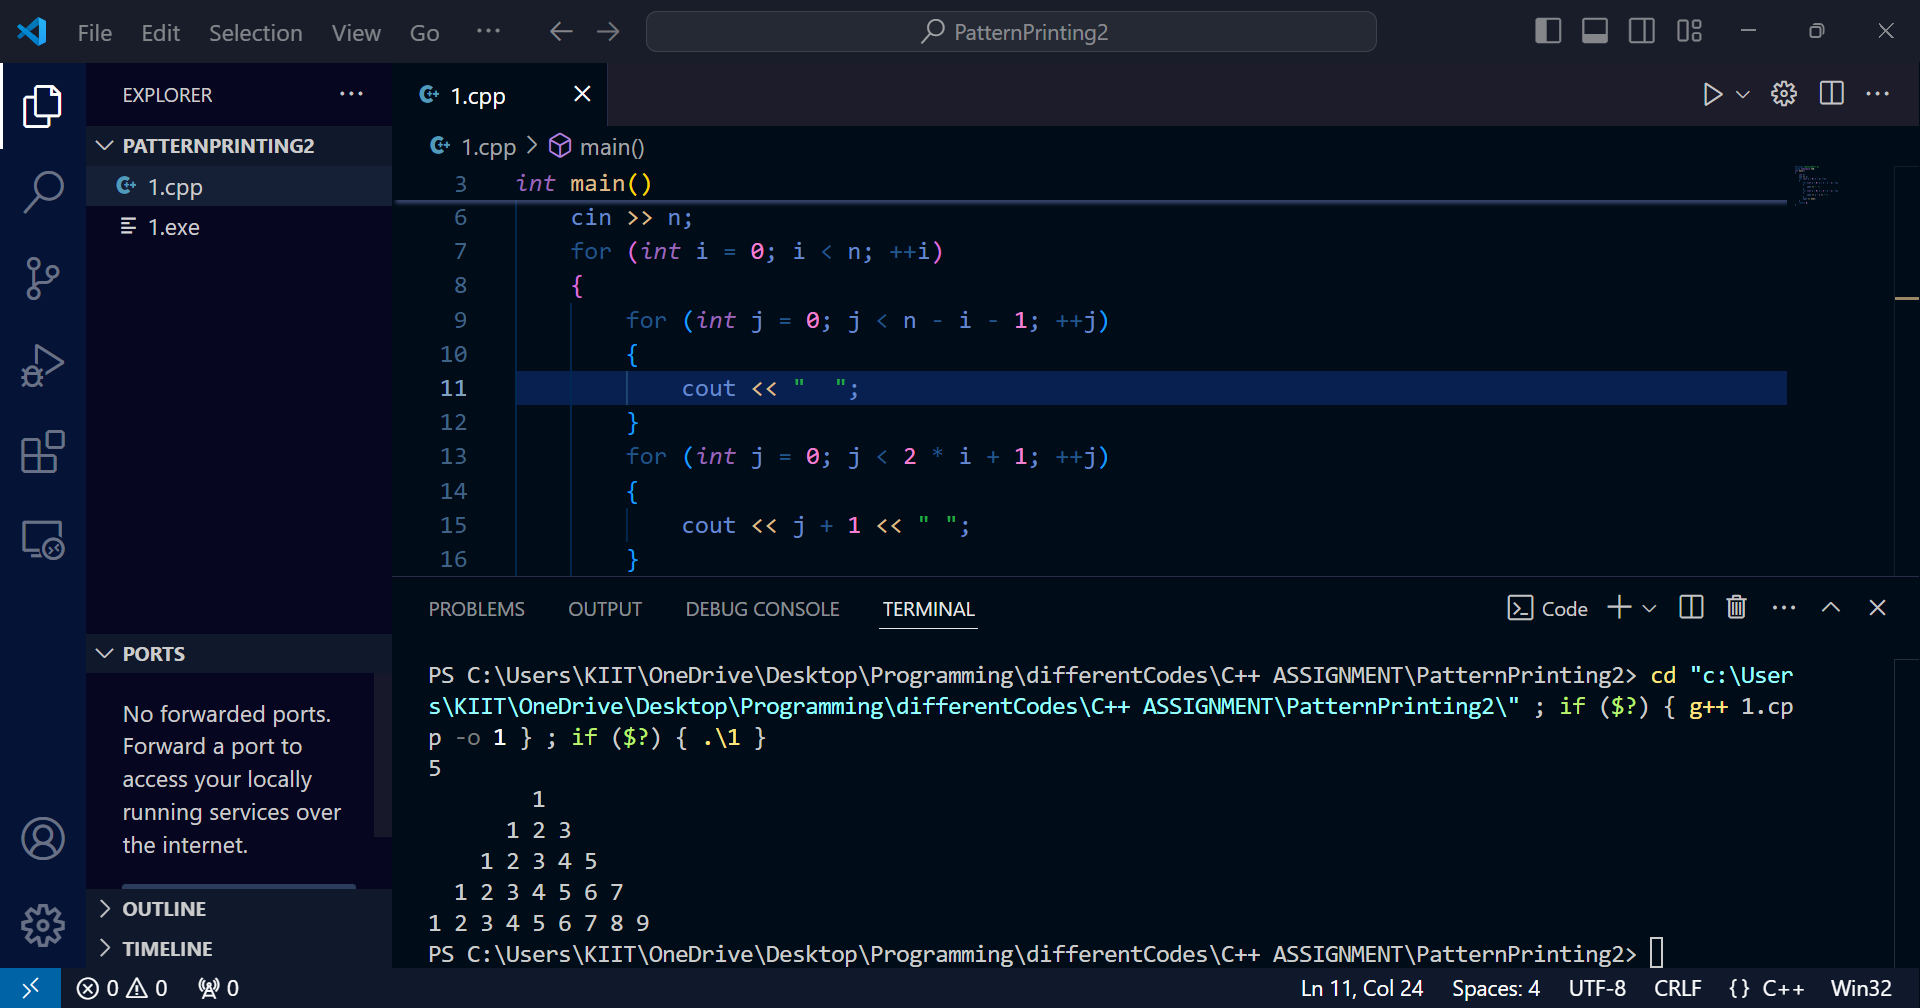 File Edit Selection View Go ··· PatternPrinting2
EXPLORER ···
PATTERNPRINTING2
1.cpp
1.exe
PORTS
No forwarded ports.
Forward a port to
access your locally
running services over
the internet.
OUTLINE
TIMELINE
1.cpp
1.cpp > main()
3 int main()
6 cin >> n;
7 for (int i = 0; i < n; ++i)
8 {
9 for (int j = 0; j < n - i - 1; ++j)
10 {
11 cout << "  ";
12 }
13 for (int j = 0; j < 2 * i + 1; ++j)
14 {
15 cout << j + 1 << " ";
16 }
PROBLEMS OUTPUT DEBUG CONSOLE TERMINAL Code
PS C:\Users\KIIT\OneDrive\Desktop\Programming\differentCodes\C++ ASSIGNMENT\PatternPrinting2> cd "c:\User
s\KIIT\OneDrive\Desktop\Programming\differentCodes\C++ ASSIGNMENT\PatternPrinting2\" ; if ($?) { g++ 1.cp
p -o 1 } ; if ($?) { .\1 }
5
1
1 2 3
1 2 3 4 5
1 2 3 4 5 6 7
1 2 3 4 5 6 7 8 9
PS C:\Users\KIIT\OneDrive\Desktop\Programming\differentCodes\C++ ASSIGNMENT\PatternPrinting2>
0 0 0 Ln 11, Col 24 Spaces: 4 UTF-8 CRLF {} C++ Win32